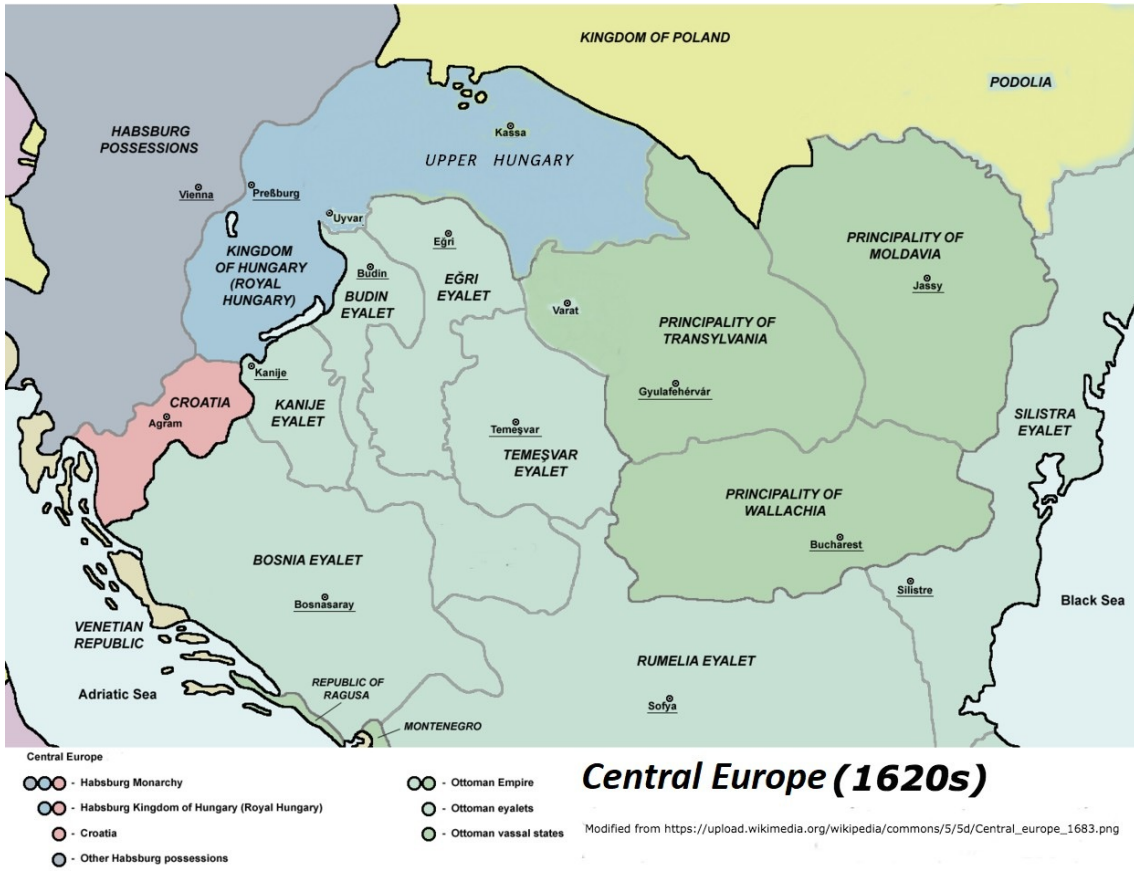 KINGDOM OF POLAND
PODOLIA
HABSBURG
POSSESSIONS
Kassa
UPPER HUNGARY
Vienna
Preßburg
Uyvar
KINGDOM
OF HUNGARY
(ROYAL
HUNGARY)
Eğri
Budin
BUDIN
EYALET
EĞRI
EYALET
PRINCIPALITY OF
MOLDAVIA
Jassy
Varat
PRINCIPALITY OF
TRANSYLVANIA
Gyulafehérvár
Kanije
KANIJE
EYALET
CROATIA
Agram
Temeşvar
TEMEŞVAR
EYALET
SILISTRA
EYALET
PRINCIPALITY OF
WALLACHIA
Bucharest
BOSNIA EYALET
Bosnasaray
Silistre
Black Sea
VENETIAN
REPUBLIC
Adriatic Sea
REPUBLIC OF
RAGUSA
MONTENEGRO
RUMELIA EYALET
Sofya
Central Europe
- Habsburg Monarchy
- Habsburg Kingdom of Hungary (Royal Hungary)
- Croatia
- Other Habsburg possessions
- Ottoman Empire
- Ottoman eyalets
- Ottoman vassal states
Central Europe (1620s)
Modified from https://upload.wikimedia.org/wikipedia/commons/5/5d/Central_europe_1683.png